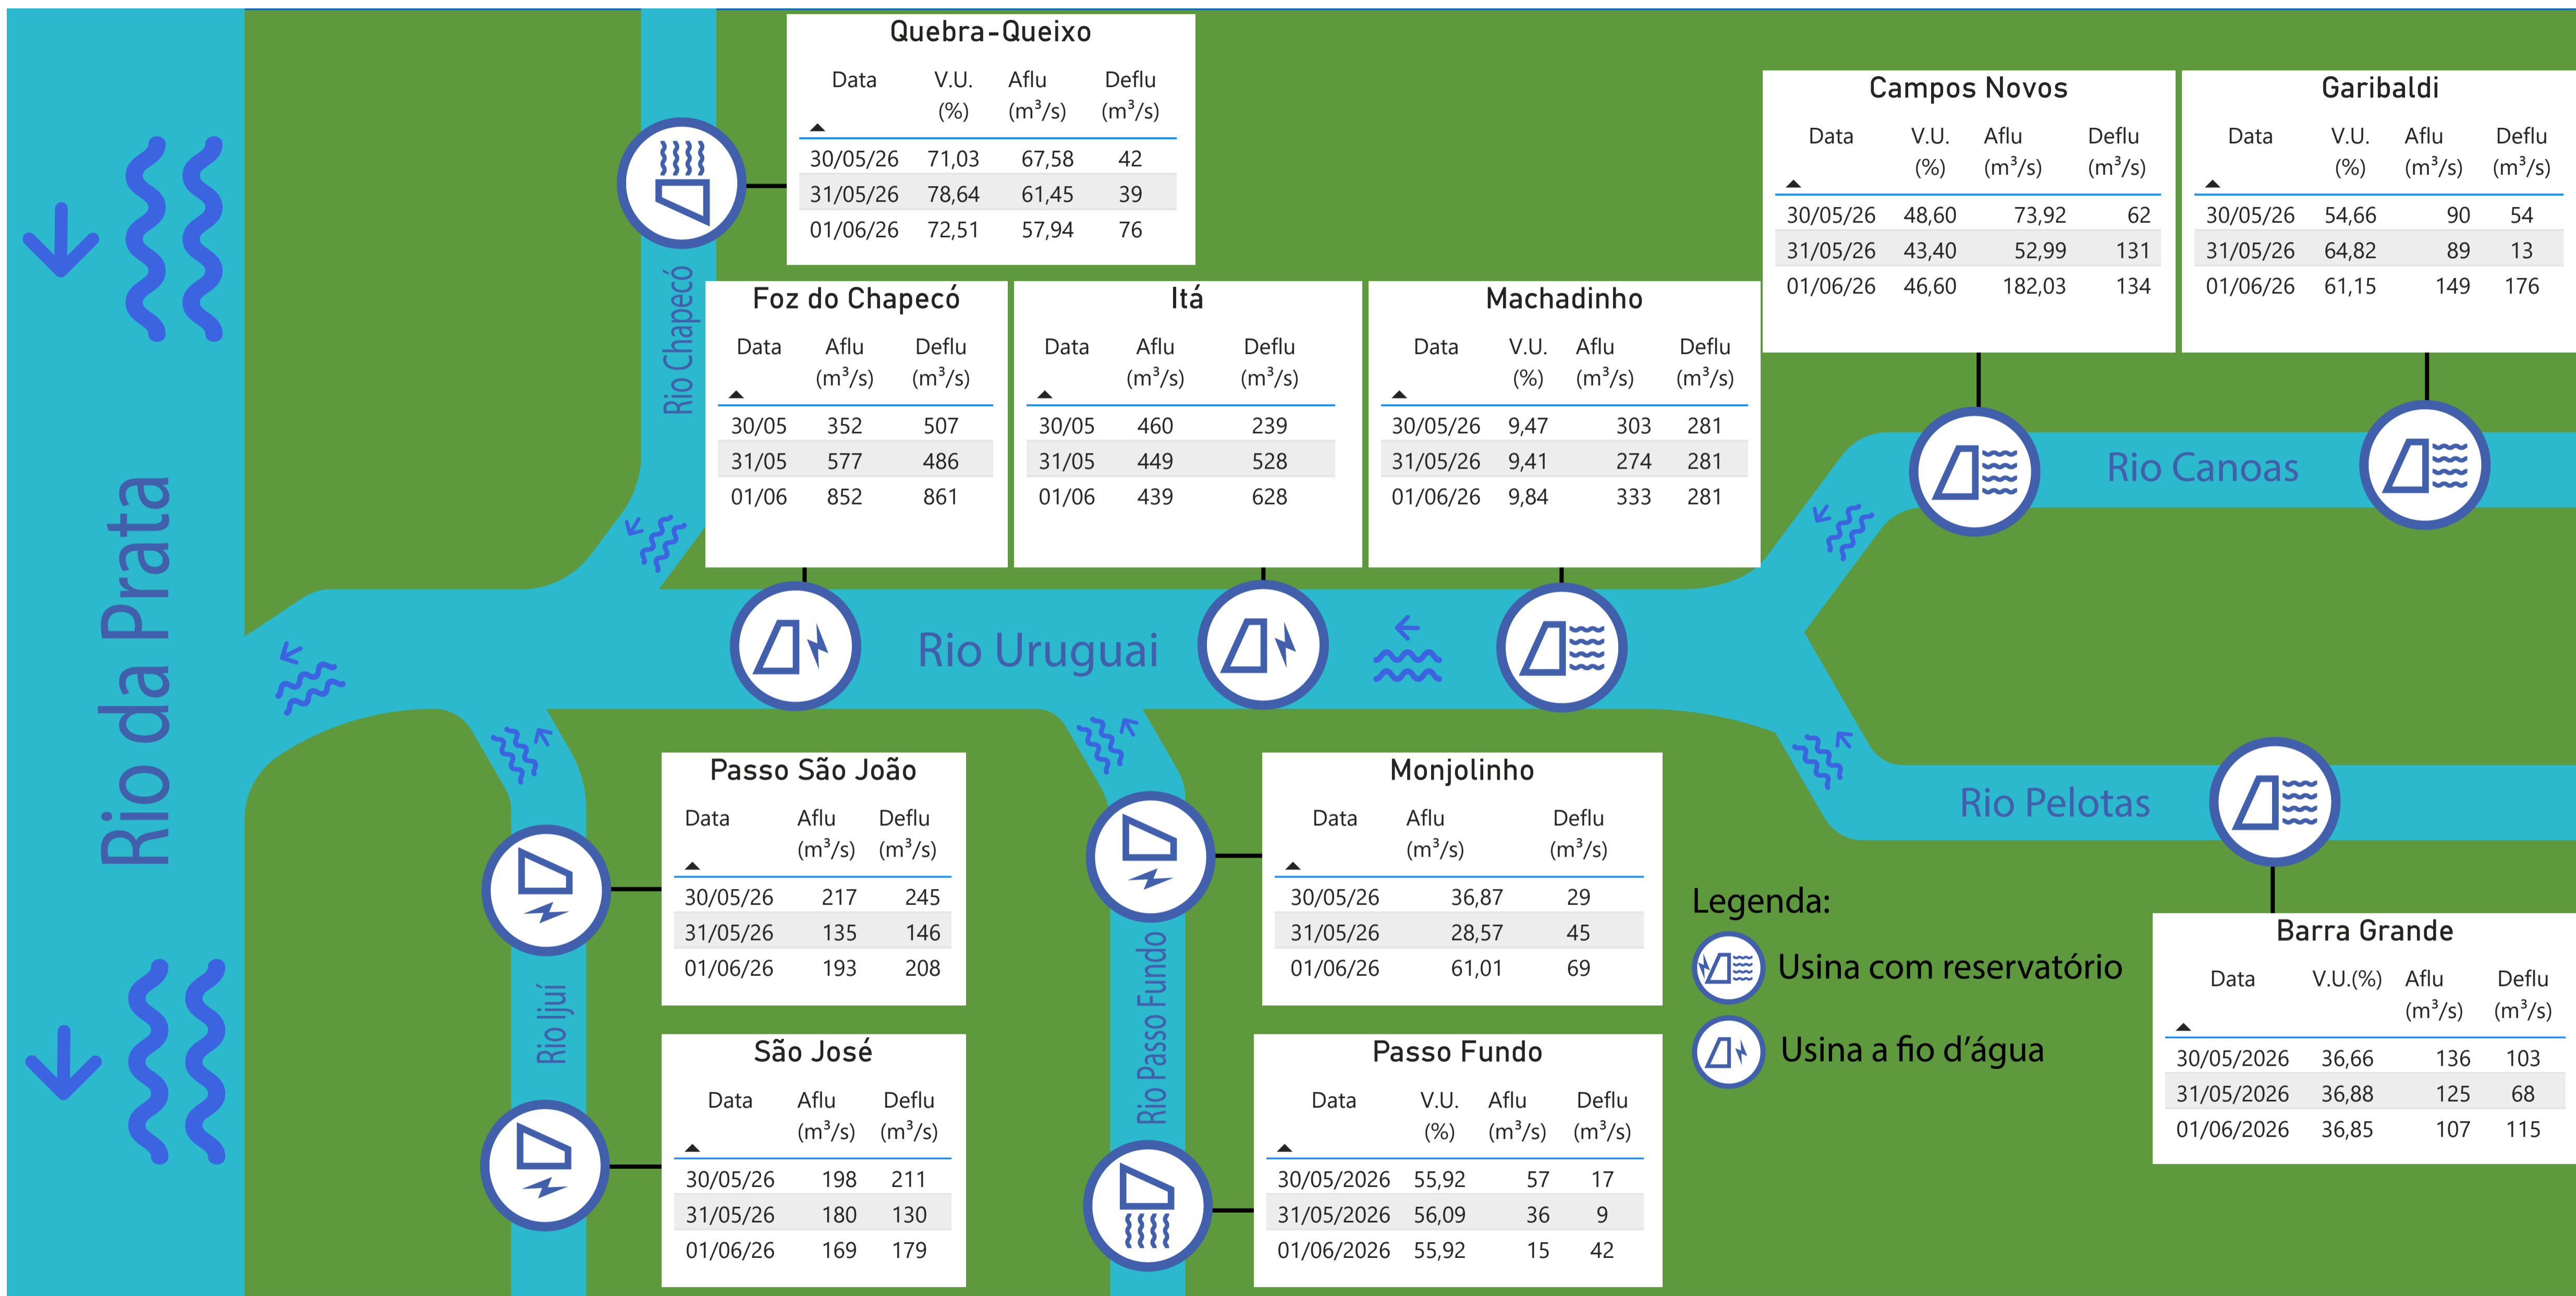 Quebra-Queixo
Data V.U. (%) Aflu (m³/s) Deflu (m³/s)
30/05/26 71,03 67,58 42
31/05/26 78,64 61,45 39
01/06/26 72,51 57,94 76
Campos Novos
Data V.U. (%) Aflu (m³/s) Deflu (m³/s)
30/05/26 48,60 73,92 62
31/05/26 43,40 52,99 131
01/06/26 46,60 182,03 134
Garibaldi
Data V.U. (%) Aflu (m³/s) Deflu (m³/s)
30/05/26 54,66 90 54
31/05/26 64,82 89 13
01/06/26 61,15 149 176
Foz do Chapecó
Data Aflu (m³/s) Deflu (m³/s)
30/05 352 507
31/05 577 486
01/06 852 861
Itá
Data Aflu (m³/s) Deflu (m³/s)
30/05 460 239
31/05 449 528
01/06 439 628
Machadinho
Data V.U. (%) Aflu (m³/s) Deflu (m³/s)
30/05/26 9,47 303 281
31/05/26 9,41 274 281
01/06/26 9,84 333 281
Rio Chapecó
Rio Canoas
Rio da Prata
Rio Uruguai
Rio Pelotas
Passo São João
Data Aflu (m³/s) Deflu (m³/s)
30/05/26 217 245
31/05/26 135 146
01/06/26 193 208
Monjolinho
Data Aflu (m³/s) Deflu (m³/s)
30/05/26 36,87 29
31/05/26 28,57 45
01/06/26 61,01 69
Rio Ijuí
Rio Passo Fundo
Legenda:
Usina com reservatório
Usina a fio d’água
Barra Grande
Data V.U.(%) Aflu (m³/s) Deflu (m³/s)
30/05/2026 36,66 136 103
31/05/2026 36,88 125 68
01/06/2026 36,85 107 115
São José
Data Aflu (m³/s) Deflu (m³/s)
30/05/26 198 211
31/05/26 180 130
01/06/26 169 179
Passo Fundo
Data V.U. (%) Aflu (m³/s) Deflu (m³/s)
30/05/2026 55,92 57 17
31/05/2026 56,09 36 9
01/06/2026 55,92 15 42